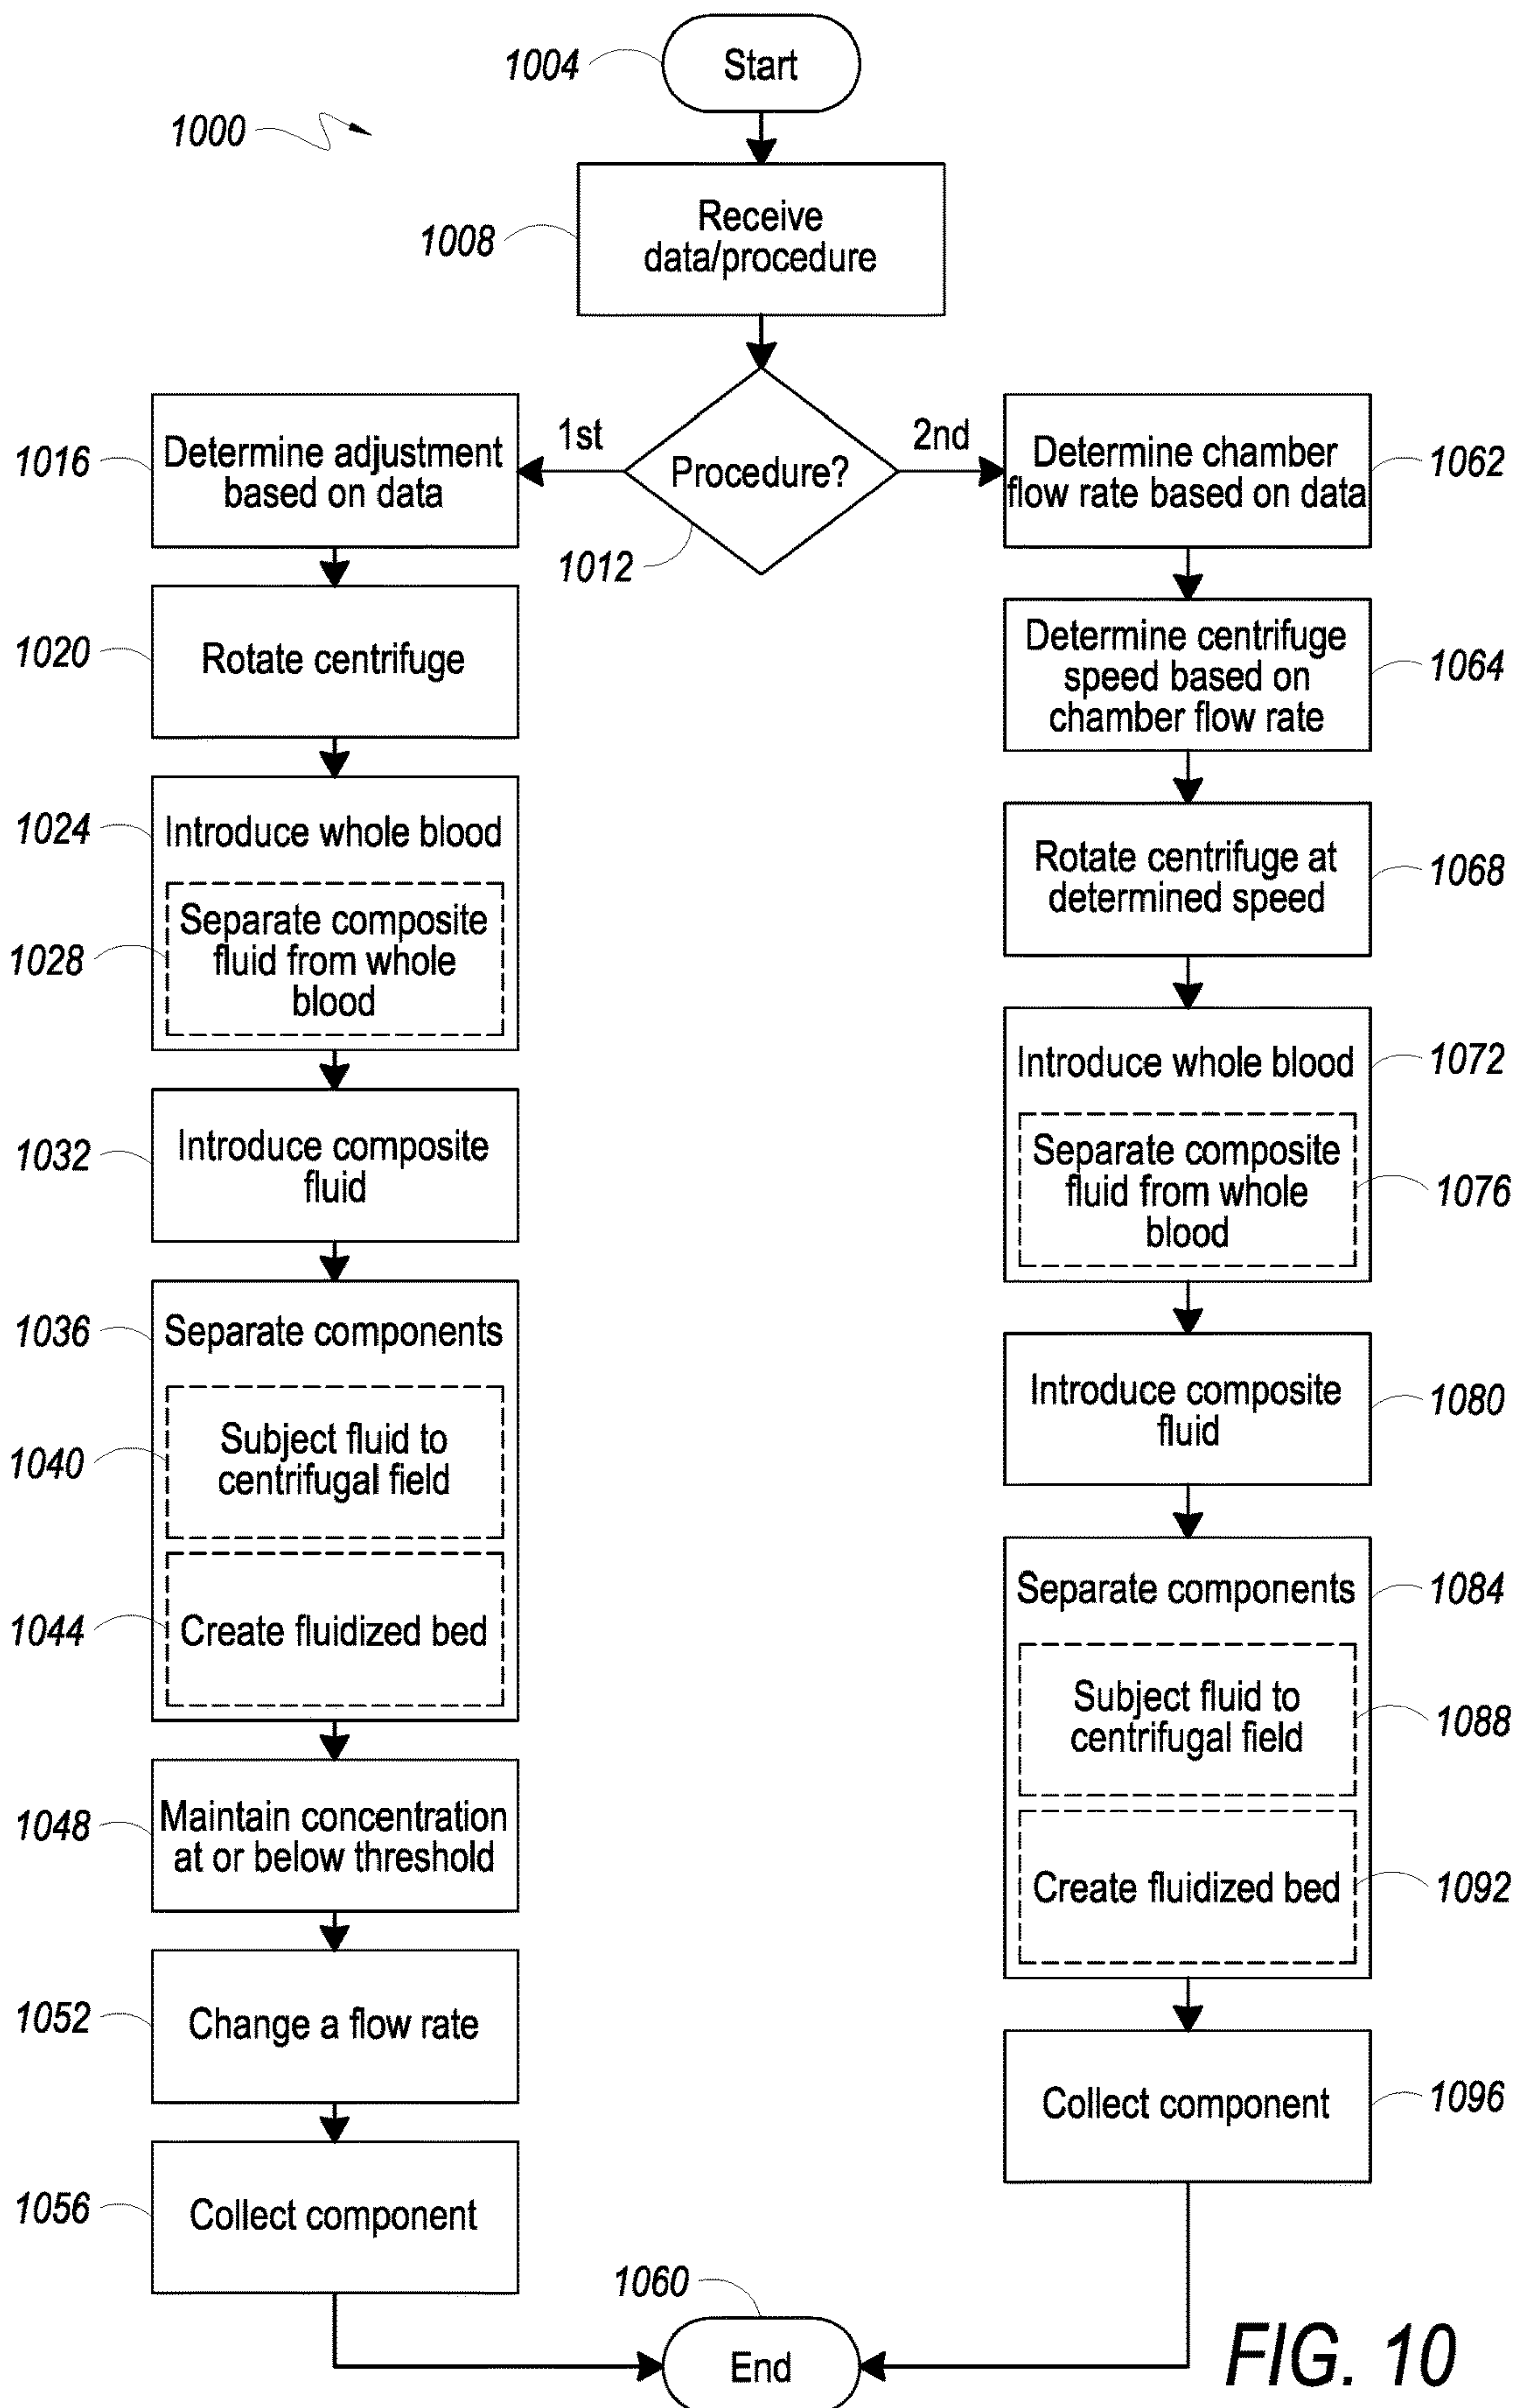 1004
Start
1000
1008
Receive
data/procedure
1st
Procedure?
2nd
1012
1016
Determine adjustment
based on data
1020
Rotate centrifuge
1024
Introduce whole blood
1028
Separate composite
fluid from whole
blood
1032
Introduce composite
fluid
1036
Separate components
1040
Subject fluid to
centrifugal field
1044
Create fluidized bed
1048
Maintain concentration
at or below threshold
1052
Change a flow rate
1056
Collect component
Determine chamber
flow rate based on data
1062
Determine centrifuge
speed based on
chamber flow rate
1064
Rotate centrifuge at
determined speed
1068
Introduce whole blood
1072
Separate composite
fluid from whole
blood
1076
Introduce composite
fluid
1080
Separate components
1084
Subject fluid to
centrifugal field
1088
Create fluidized bed
1092
Collect component
1096
1060
End
FIG. 10